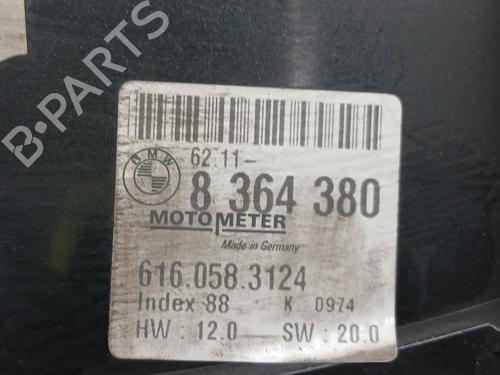 BMW
62 11-
8 364 380
MOTOMETER
Made in Germany
616.058.3124
Index 88 K 0974
HW : 12.0 SW : 20.0
B-PARTS